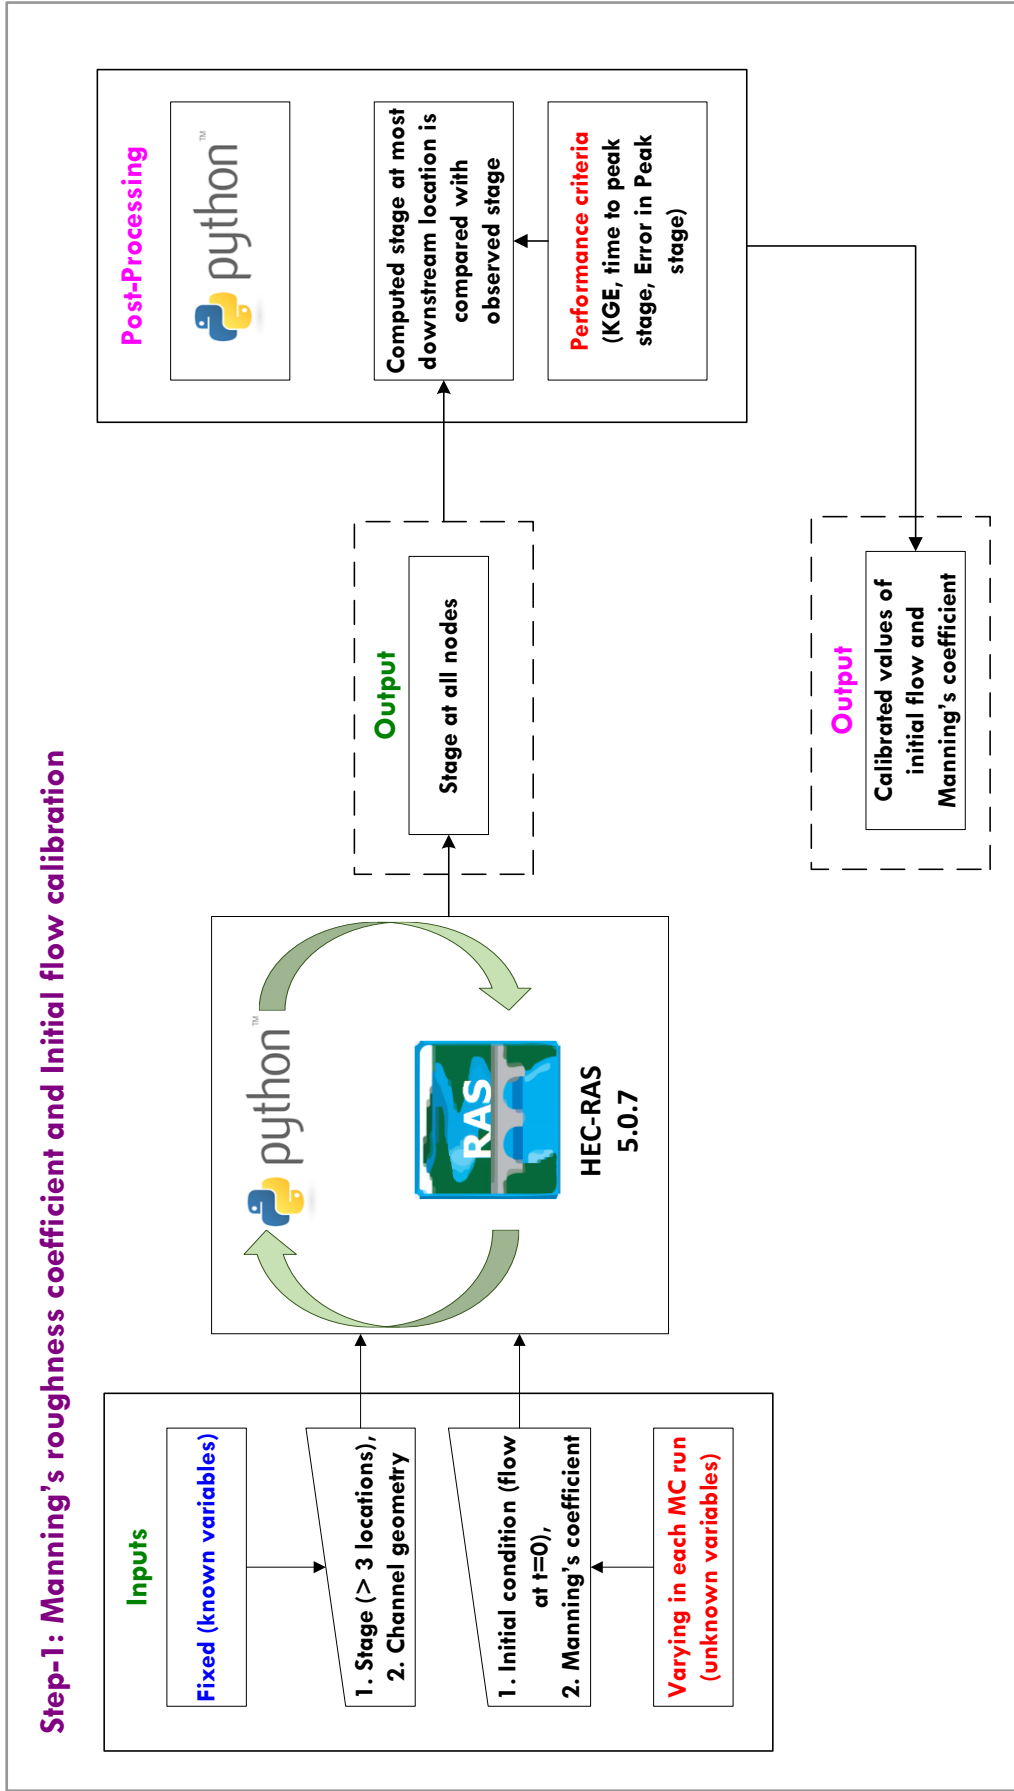 Step-1: Manning's roughness coefficient and Initial flow calibration
Inputs
Fixed (known variables)
1. Stage (> 3 locations),
2. Channel geometry
1. Initial condition (flow
at t=0),
2. Manning's coefficient
Varying in each MC run
(unknown variables)
python™
RAS
HEC-RAS
5.0.7
Output
Stage at all nodes
Post-Processing
python™
Computed stage at most
downstream location is
compared with
observed stage
Performance criteria
(KGE, time to peak
stage, Error in Peak
stage)
Output
Calibrated values of
initial flow and
Manning's coefficient